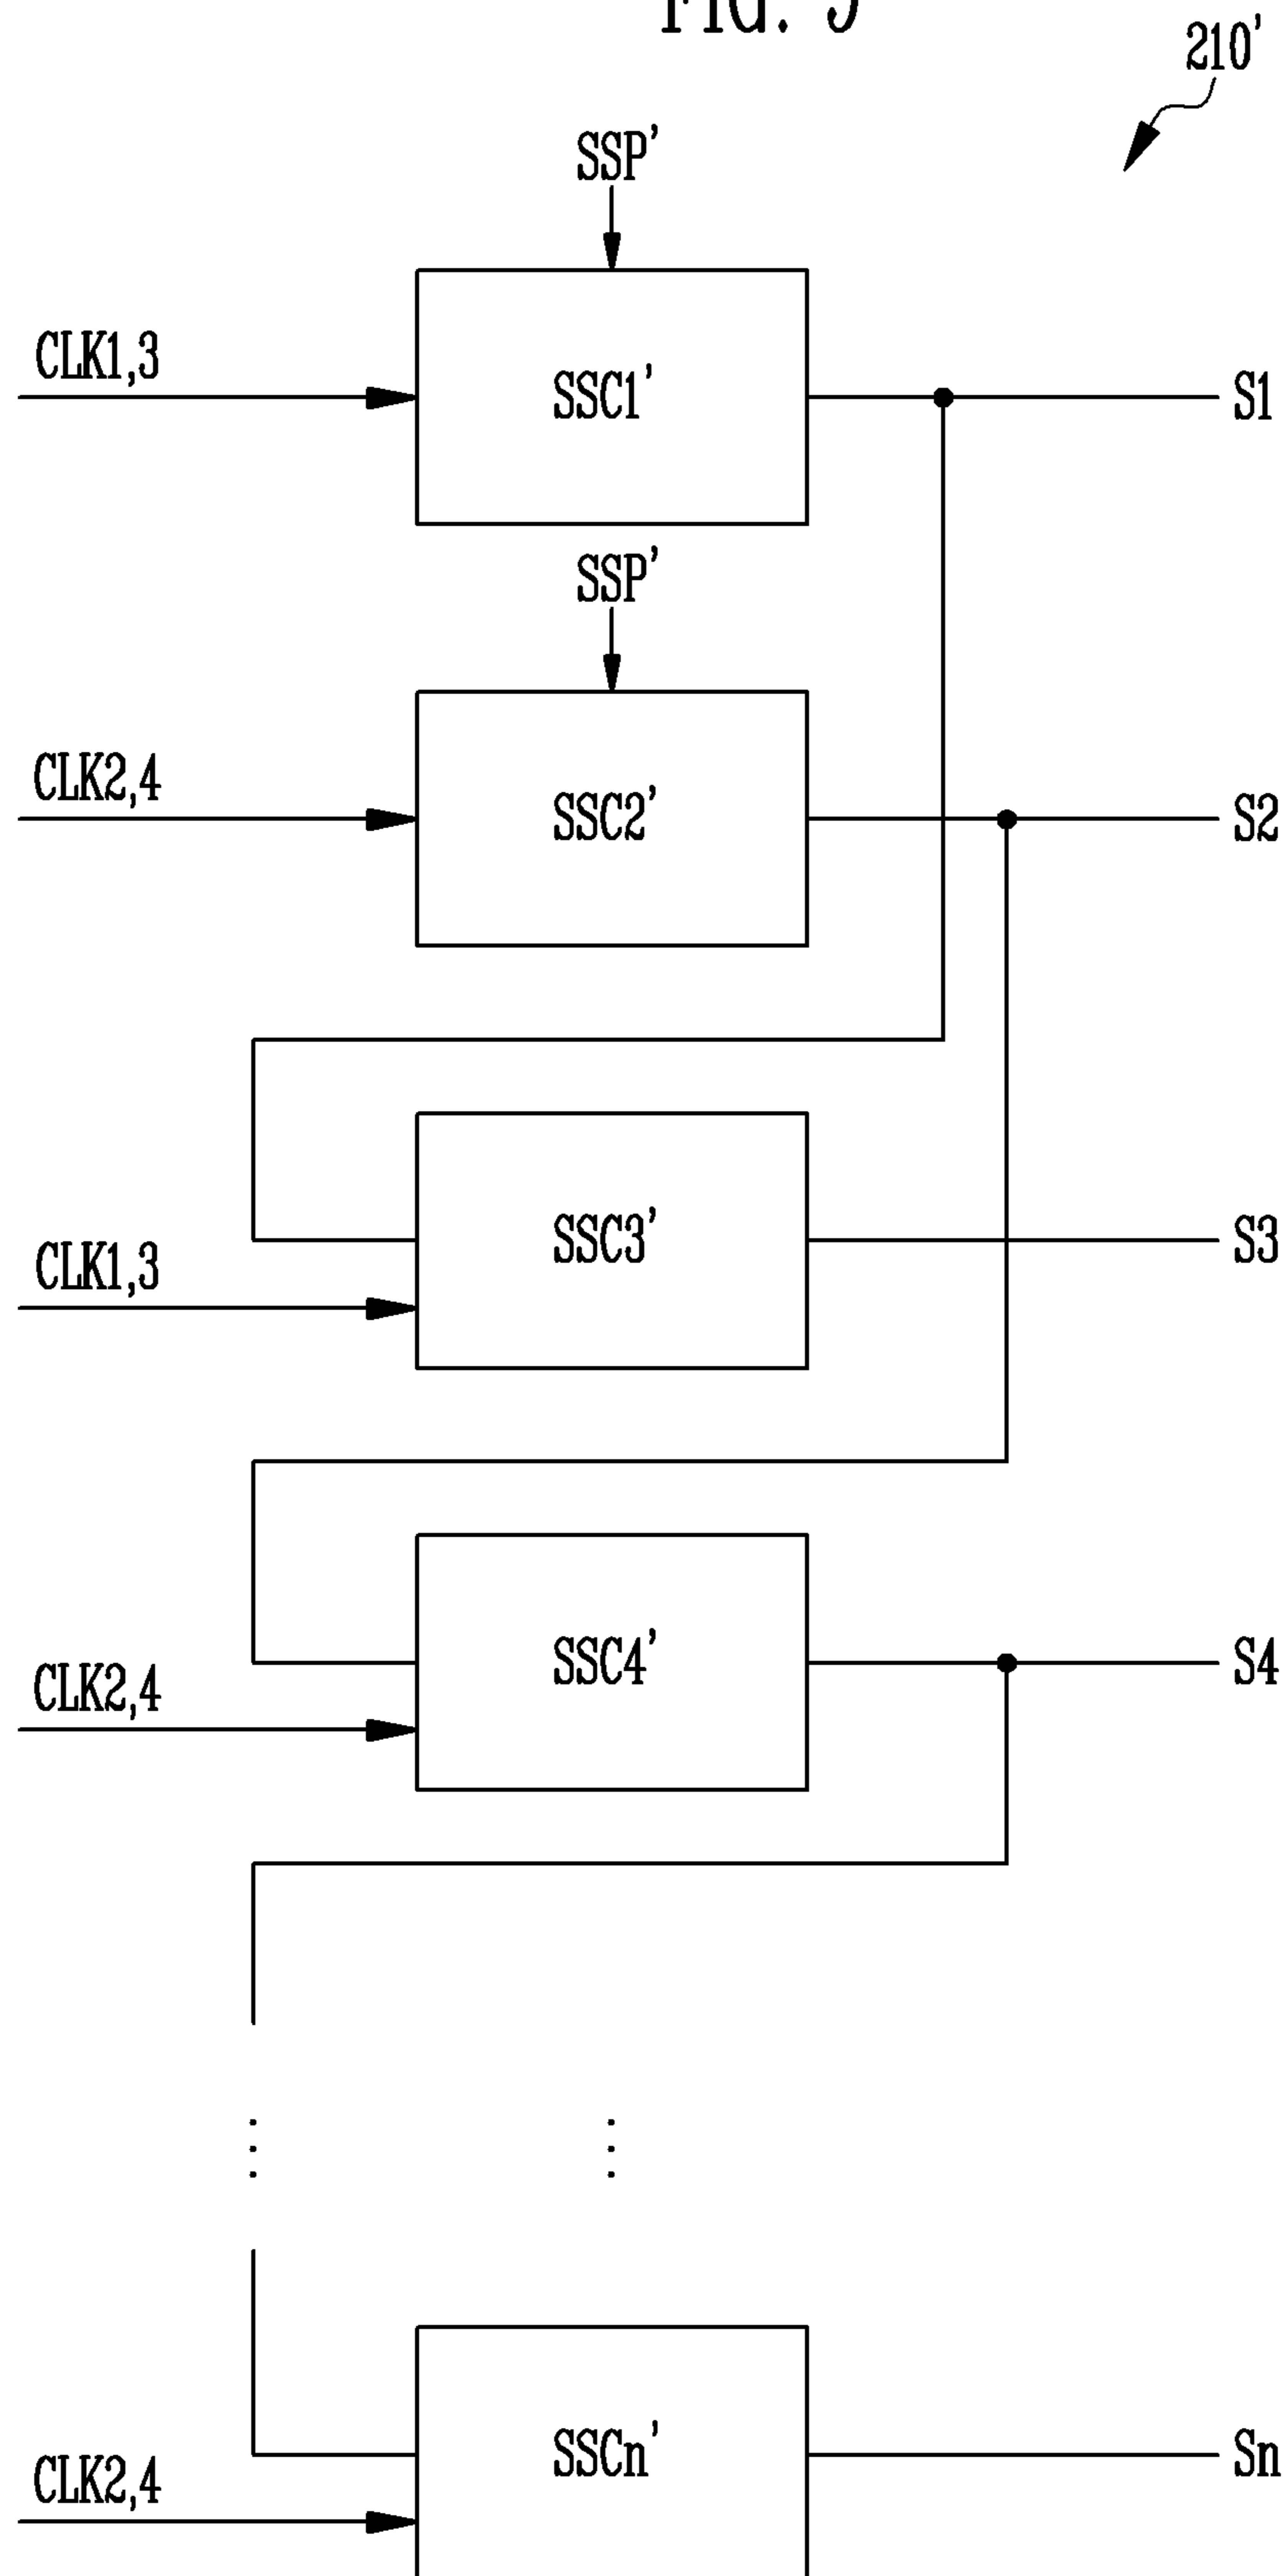 FIG.
210'
SSP'
CLK1,3
SSC1'
S1
SSP'
CLK2,4
SSC2'
S2
SSC3'
S3
CLK1,3
SSC4'
S4
CLK2,4
SSCn'
Sn
CLK2,4